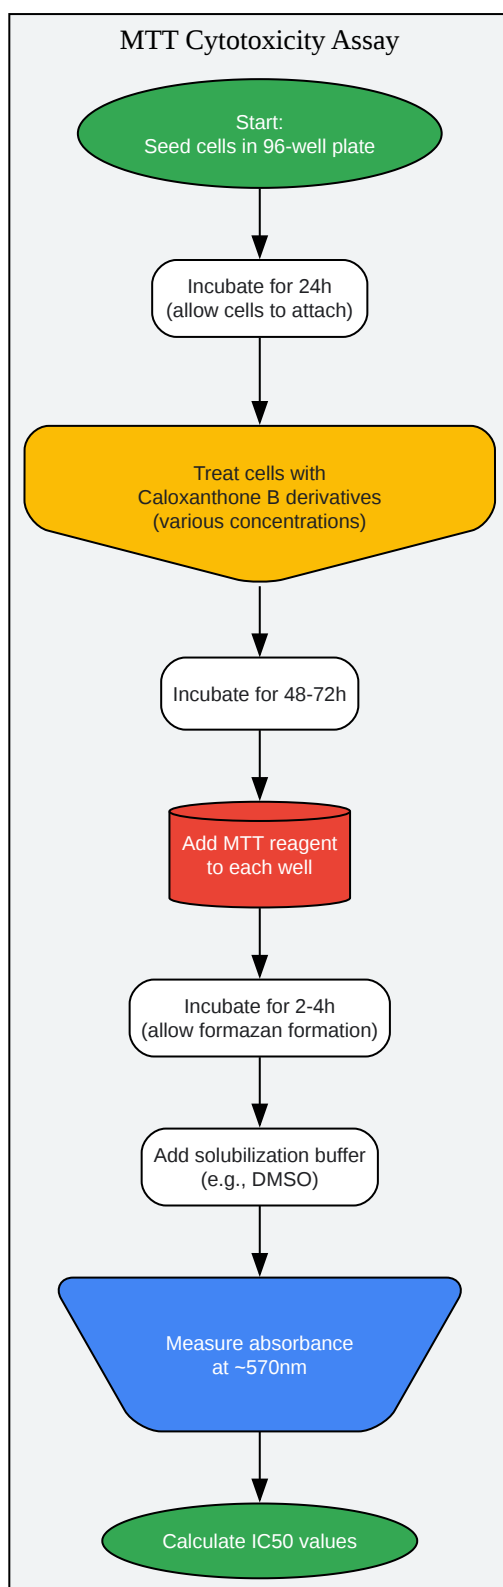 MTT Cytotoxicity Assay
Start:
Seed cells in 96-well plate
Incubate for 24h
(allow cells to attach)
Treat cells with
Caloxanthone B derivatives
(various concentrations)
Incubate for 48-72h
Add MTT reagent
to each well
Incubate for 2-4h
(allow formazan formation)
Add solubilization buffer
(e.g., DMSO)
Measure absorbance
at ~570nm
Calculate IC50 values